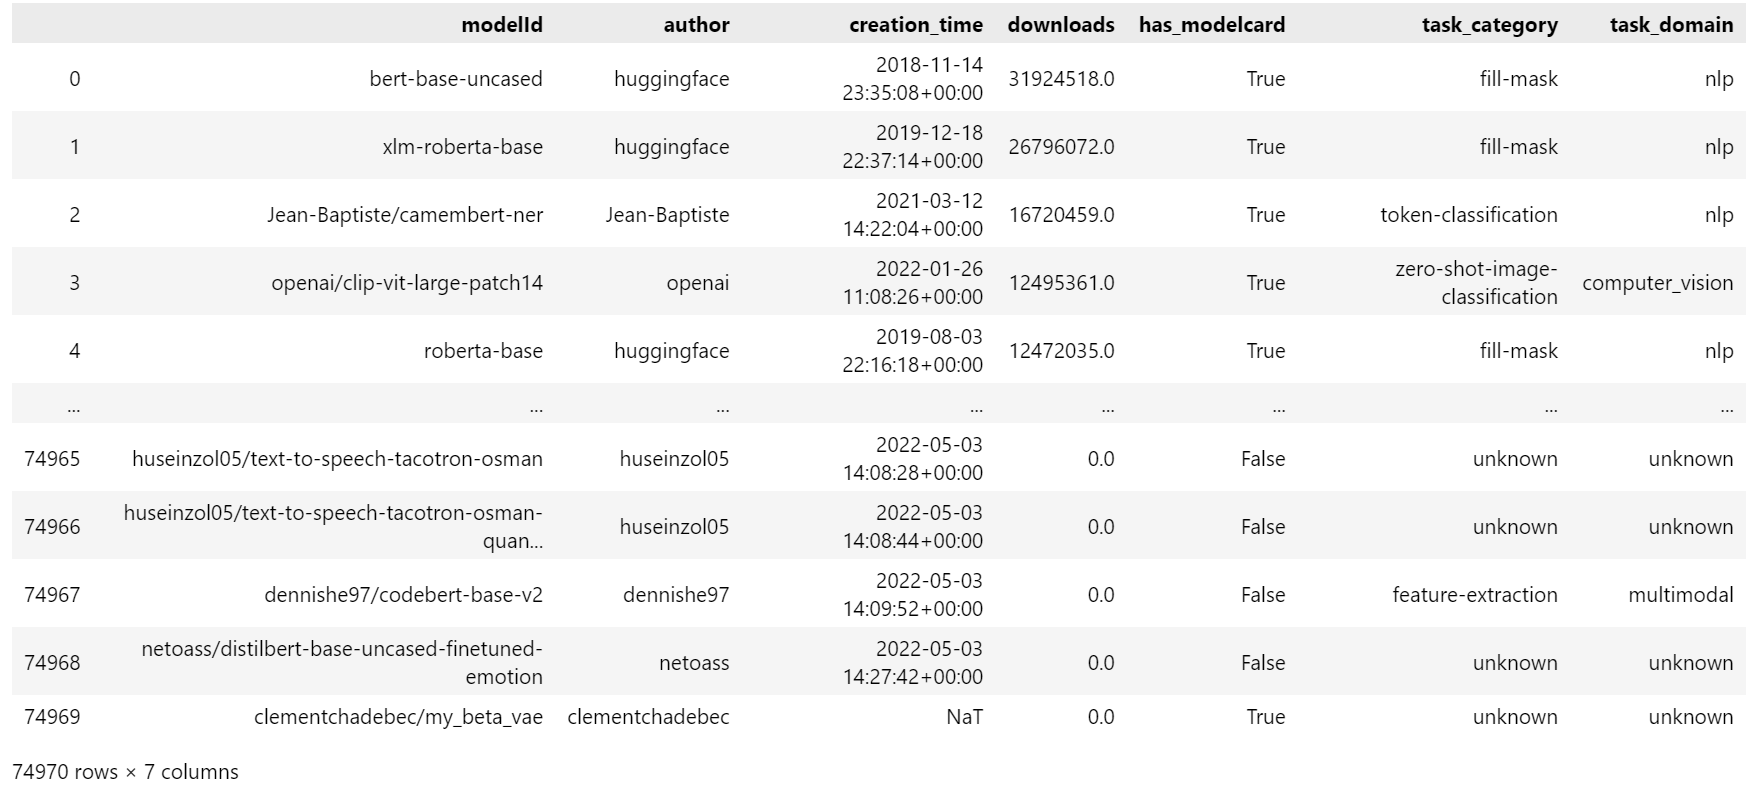 modelId author creation_time downloads has_modelcard task_category task_domain
0 bert-base-uncased huggingface 2018-11-14 23:35:08+00:00 31924518.0 True fill-mask nlp
1 xlm-roberta-base huggingface 2019-12-18 22:37:14+00:00 26796072.0 True fill-mask nlp
2 Jean-Baptiste/camembert-ner Jean-Baptiste 2021-03-12 14:22:04+00:00 16720459.0 True token-classification nlp
3 openai/clip-vit-large-patch14 openai 2022-01-26 11:08:26+00:00 12495361.0 True zero-shot-image-classification computer_vision
4 roberta-base huggingface 2019-08-03 22:16:18+00:00 12472035.0 True fill-mask nlp
... ... ... ... ... ... ... ...
74965 huseinzol05/text-to-speech-tacotron-osman huseinzol05 2022-05-03 14:08:28+00:00 0.0 False unknown unknown
74966 huseinzol05/text-to-speech-tacotron-osman-quan... huseinzol05 2022-05-03 14:08:44+00:00 0.0 False unknown unknown
74967 dennishe97/codebert-base-v2 dennishe97 2022-05-03 14:09:52+00:00 0.0 False feature-extraction multimodal
74968 netoass/distilbert-base-uncased-finetuned-emotion netoass 2022-05-03 14:27:42+00:00 0.0 False unknown unknown
74969 clementchadebec/my_beta_vae clementchadebec NaT 0.0 True unknown unknown
74970 rows × 7 columns